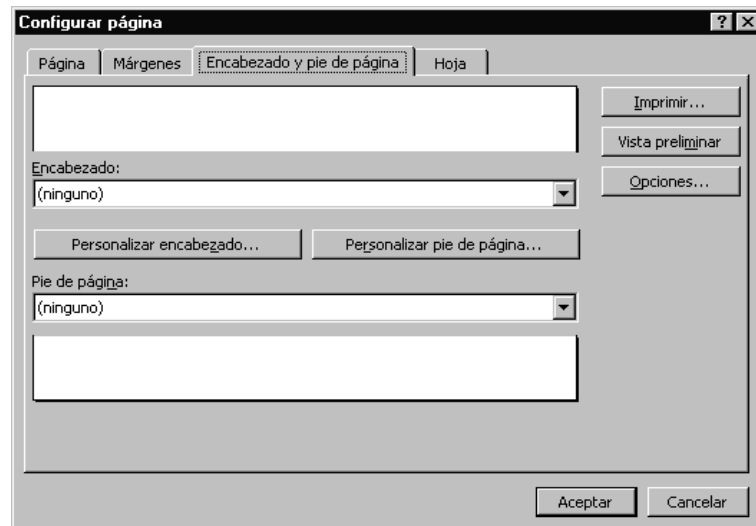 Configurar página
Página Márgenes Encabezado y pie de página Hoja
Imprimir...
Vista preliminar
Encabezado:
(ninguno)
Opciones...
Personalizar encabezado... Personalizar pie de página...
Pie de página:
(ninguno)
Aceptar Cancelar